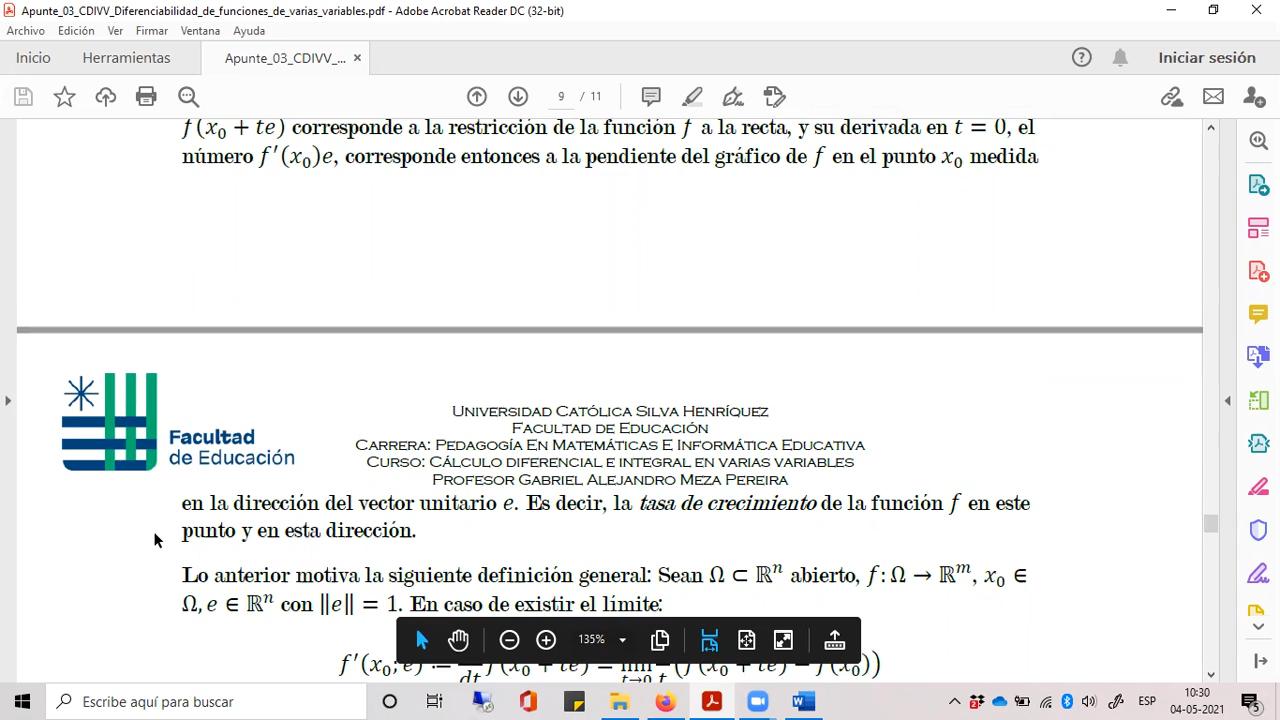 Apunte_03_CDIVV_Diferenciabilidad_de_funciones_de_varias_variables.pdf - Adobe Acrobat Reader DC (32-bit)
Archivo Edición Ver Firmar Ventana Ayuda
Inicio Herramientas Apunte_03_CDIVV_... × Iniciar sesión
9 / 11
f(x₀ + te) corresponde a la restricción de la función f a la recta, y su derivada en t = 0, el
número f′(x₀)e, corresponde entonces a la pendiente del gráfico de f en el punto x₀ medida
Facultad
de Educación
Universidad Católica Silva Henríquez
Facultad de Educación
Carrera: Pedagogía En Matemáticas E Informática Educativa
Curso: Cálculo diferencial e integral en varias variables
Profesor Gabriel Alejandro Meza Pereira
en la dirección del vector unitario e. Es decir, la tasa de crecimiento de la función f en este
punto y en esta dirección.
Lo anterior motiva la siguiente definición general: Sean Ω ⊂ ℝⁿ abierto, f: Ω → ℝᵐ, x₀ ∈
Ω, e ∈ ℝⁿ con ‖e‖ = 1. En caso de existir el límite:
135%
Escribe aquí para buscar
ESP
10:30
04-05-2021
5